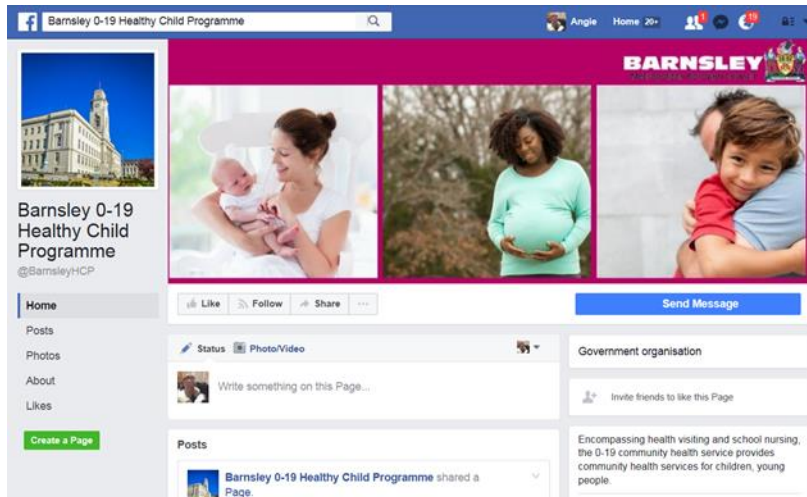 Barnsley 0-19 Healthy Child Programme
Angie
Home 20+
1
19
BARNSLEY
Barnsley 0-19
Healthy Child
Programme
@BarnsleyHCP
Home
Posts
Photos
About
Likes
Create a Page
Like
Follow
Share
Send Message
Status
Photo/Video
Write something on this Page...
Posts
Barnsley 0-19 Healthy Child Programme shared a
Page.
Government organisation
Invite friends to like this Page
Encompassing health visiting and school nursing,
the 0-19 community health service provides
community health services for children, young
people.